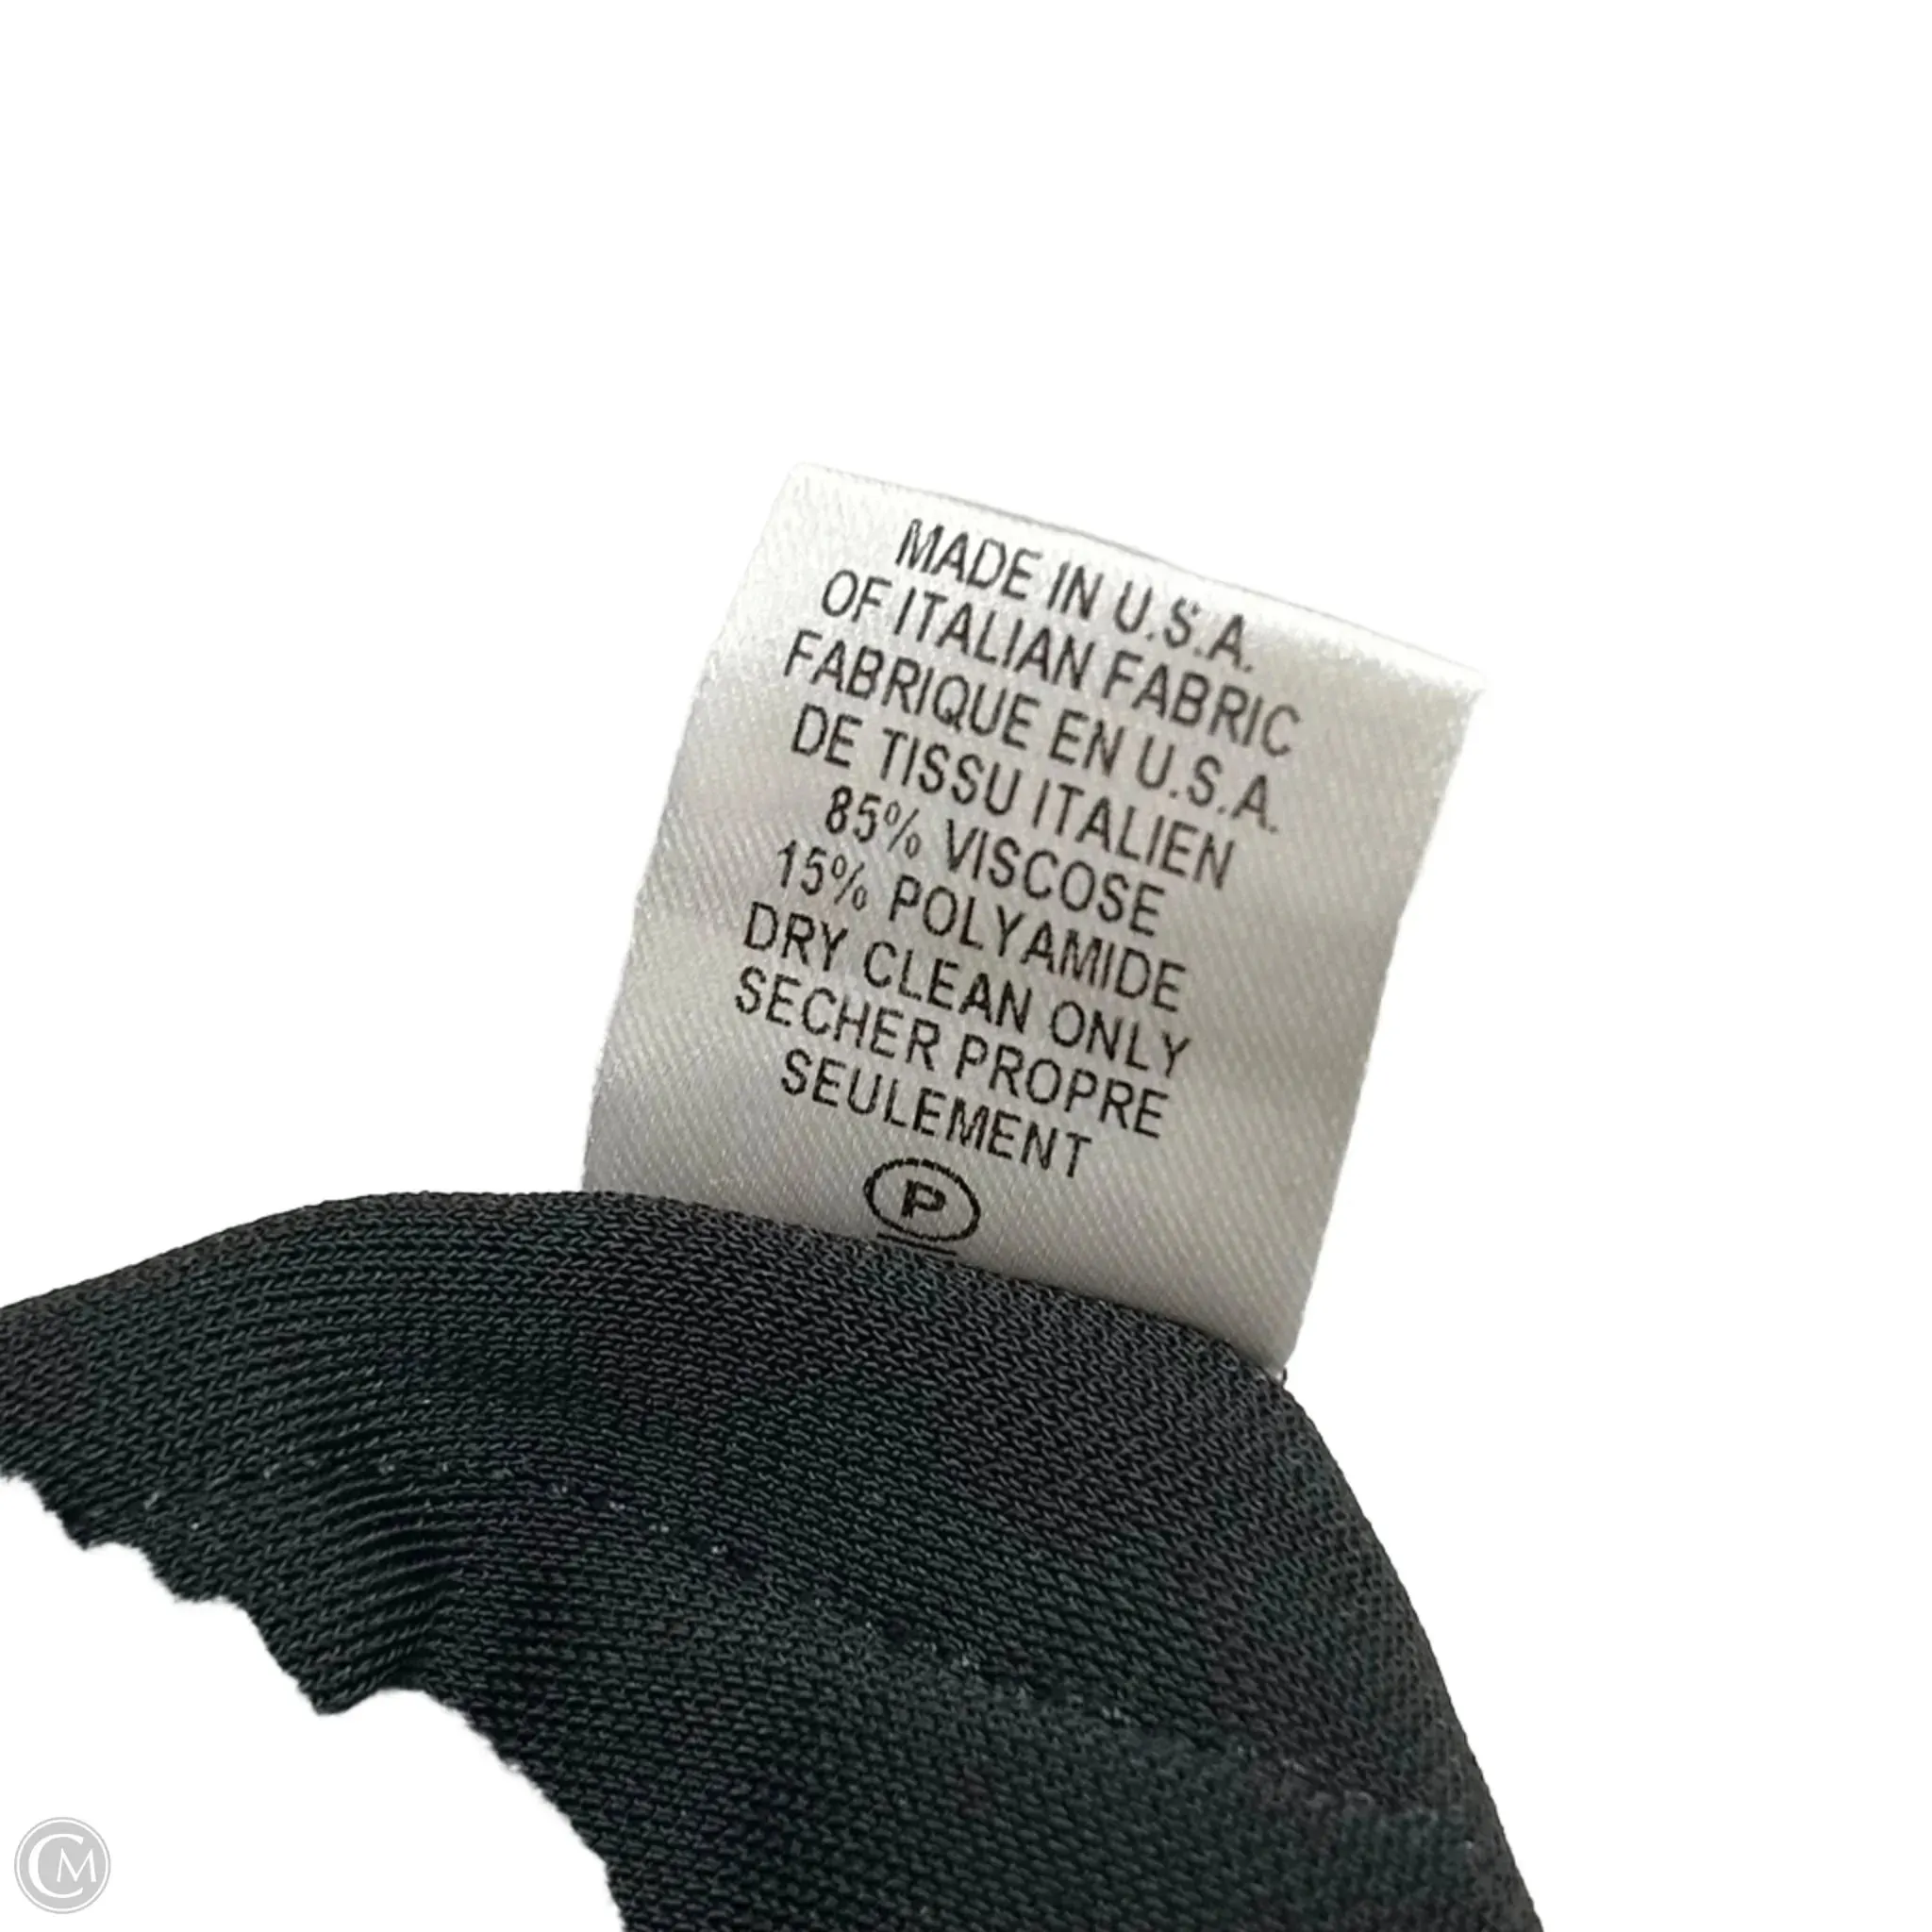 MADE IN U.S.A.
OF ITALIAN FABRIC
FABRIQUE EN U.S.A.
DE TISSU ITALIEN
85% VISCOSE
15% POLYAMIDE
DRY CLEAN ONLY
SECHER PROPRE
SEULEMENT
P
CM